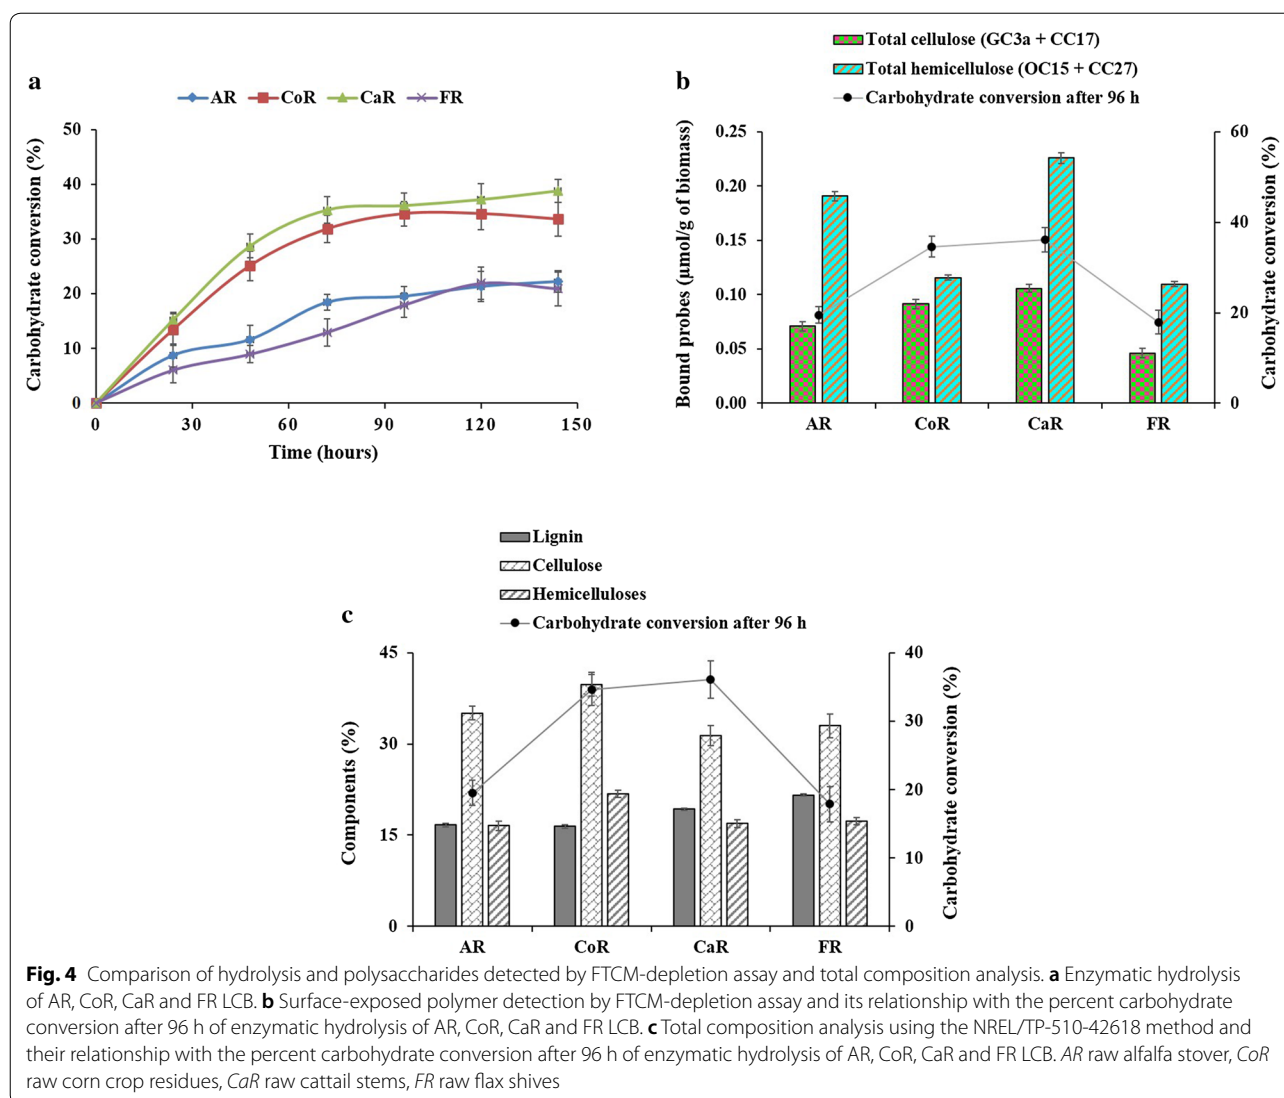 a
AR CoR CaR FR
Carbohydrate conversion (%)
50
40
30
20
10
0
0 30 60 90 120 150
Time (hours)
Total cellulose (GC3a + CC17)
Total hemicellulose (OC15 + CC27)
Carbohydrate conversion after 96 h
b
Bound probes (µmol/g of biomass)
0.25
0.20
0.15
0.10
0.05
0.00
60
40
20
0
Carbohydrate conversion (%)
AR CoR CaR FR
Lignin
Cellulose
Hemicelluloses
Carbohydrate conversion after 96 h
c
Components (%)
45
30
15
0
40
30
20
10
0
Carbohydrate conversion (%)
AR CoR CaR FR
Fig. 4 Comparison of hydrolysis and polysaccharides detected by FTCM-depletion assay and total composition analysis. a Enzymatic hydrolysis
of AR, CoR, CaR and FR LCB. b Surface-exposed polymer detection by FTCM-depletion assay and its relationship with the percent carbohydrate
conversion after 96 h of enzymatic hydrolysis of AR, CoR, CaR and FR LCB. c Total composition analysis using the NREL/TP-510-42618 method and
their relationship with the percent carbohydrate conversion after 96 h of enzymatic hydrolysis of AR, CoR, CaR and FR LCB. AR raw alfalfa stover, CoR
raw corn crop residues, CaR raw cattail stems, FR raw flax shives